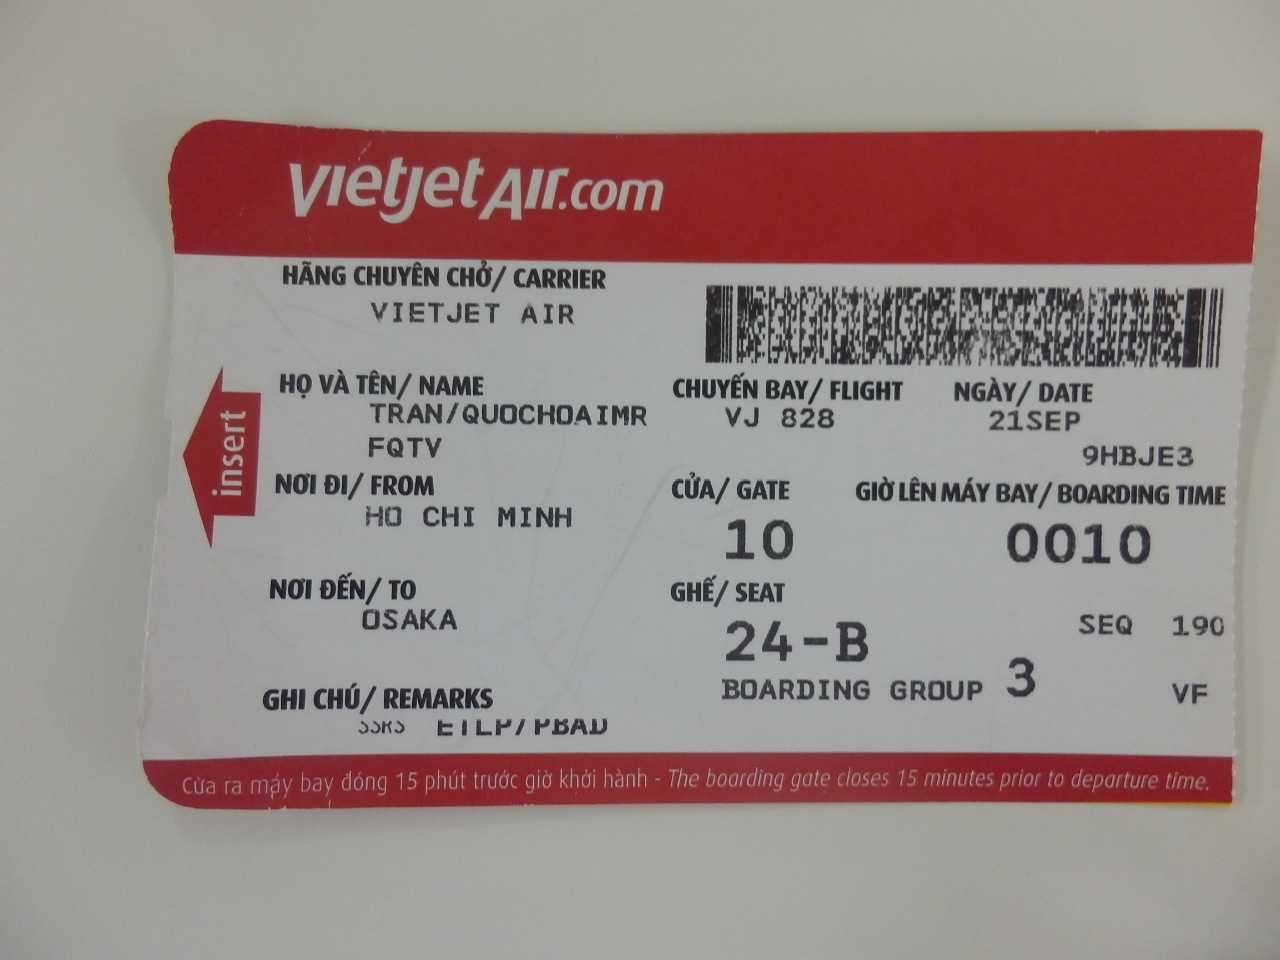 vietjetAir.com
HÃNG CHUYÊN CHỞ/ CARRIER
VIETJET AIR
HỌ VÀ TÊN/ NAME
TRAN/QUOCHOAIMR
FQTV
CHUYẾN BAY/ FLIGHT
VJ 828
NGÀY/ DATE
21SEP
9HBJE3
insert
NƠI ĐI/ FROM
HO CHI MINH
CỬA/ GATE
10
GIỜ LÊN MÁY BAY/ BOARDING TIME
0010
NƠI ĐẾN/ TO
OSAKA
GHẾ/ SEAT
24-B
SEQ 190
BOARDING GROUP 3
VF
GHI CHÚ/ REMARKS
SSRS ETLP/PBAD
Cửa ra máy bay đóng 15 phút trước giờ khởi hành - The boarding gate closes 15 minutes prior to departure time.